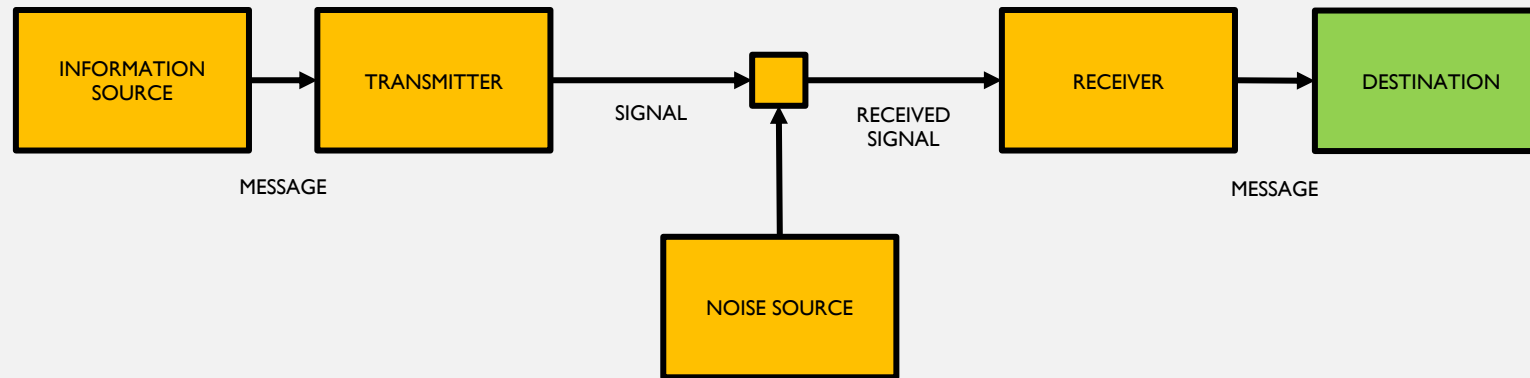 INFORMATION
SOURCE
TRANSMITTER
SIGNAL
RECEIVED
SIGNAL
RECEIVER
DESTINATION
MESSAGE
MESSAGE
NOISE SOURCE